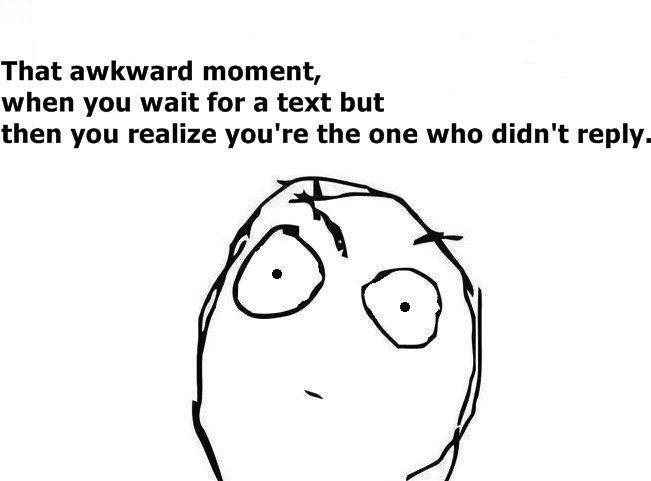 That awkward moment,
when you wait for a text but
then you realize you're the one who didn't reply.